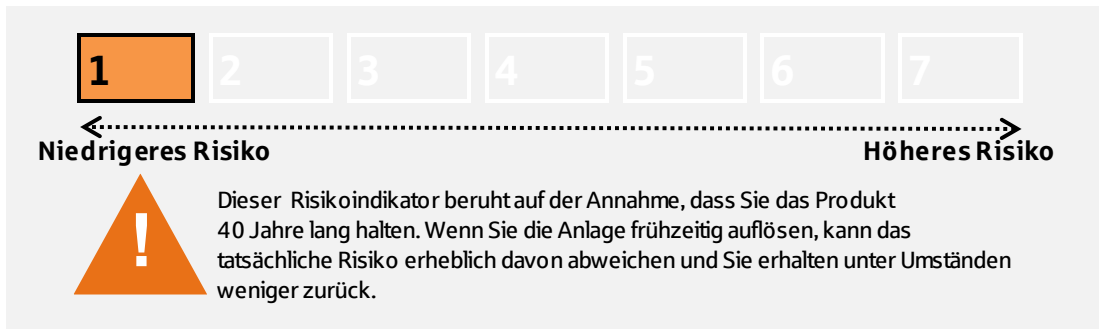 1 2 3 4 5 6 7
Niedrigeres Risiko Höheres Risiko
!
Dieser Risikoindikator beruht auf der Annahme, dass Sie das Produkt
40 Jahre lang halten. Wenn Sie die Anlage frühzeitig auflösen, kann das
tatsächliche Risiko erheblich davon abweichen und Sie erhalten unter Umständen
weniger zurück.